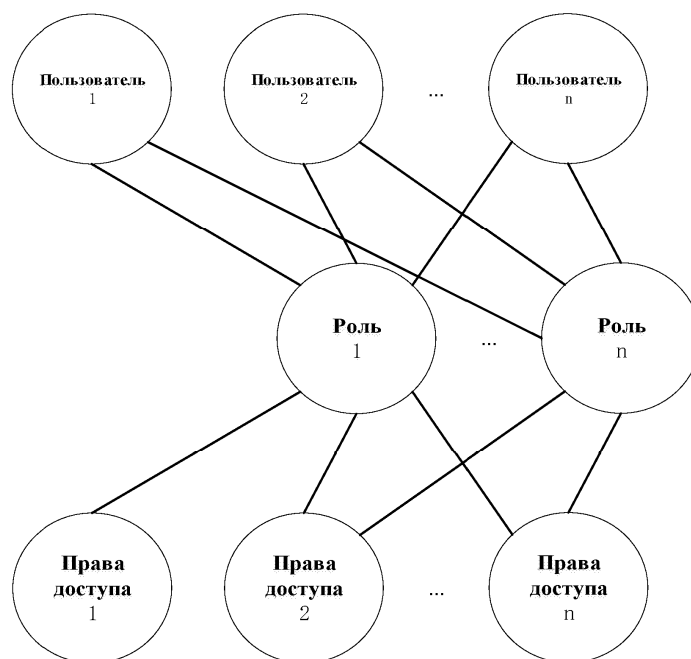 Пользователь
1
Пользователь
2
...
Пользователь
n
Роль
1
...
Роль
n
Права
доступа
1
Права
доступа
2
...
Права
доступа
n